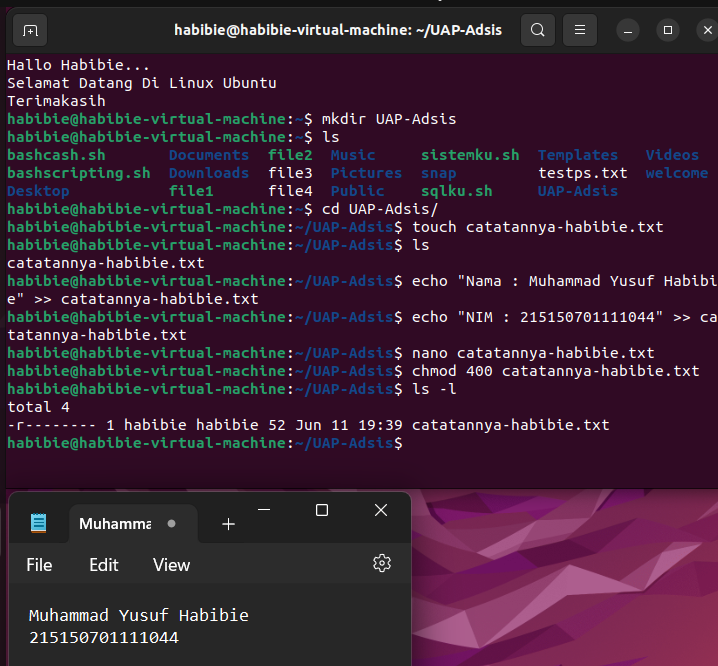 habibie@habibie-virtual-machine: ~/UAP-Adsis
Hallo Habibie...
Selamat Datang Di Linux Ubuntu
Terimakasih
habibie@habibie-virtual-machine:~$ mkdir UAP-Adsis
habibie@habibie-virtual-machine:~$ ls
bashcash.sh Documents file2 Music sistemku.sh Templates Videos
bashscripting.sh Downloads file3 Pictures snap testps.txt welcome
Desktop file1 file4 Public sqlku.sh UAP-Adsis
habibie@habibie-virtual-machine:~$ cd UAP-Adsis/
habibie@habibie-virtual-machine:~/UAP-Adsis$ touch catatannya-habibie.txt
habibie@habibie-virtual-machine:~/UAP-Adsis$ ls
catatannya-habibie.txt
habibie@habibie-virtual-machine:~/UAP-Adsis$ echo "Nama : Muhammad Yusuf Habibi
e" >> catatannya-habibie.txt
habibie@habibie-virtual-machine:~/UAP-Adsis$ echo "NIM : 215150701111044" >> ca
tatannya-habibie.txt
habibie@habibie-virtual-machine:~/UAP-Adsis$ nano catatannya-habibie.txt
habibie@habibie-virtual-machine:~/UAP-Adsis$ chmod 400 catatannya-habibie.txt
habibie@habibie-virtual-machine:~/UAP-Adsis$ ls -l
total 4
-r-------- 1 habibie habibie 52 Jun 11 19:39 catatannya-habibie.txt
habibie@habibie-virtual-machine:~/UAP-Adsis$
Muhamma
File Edit View
Muhammad Yusuf Habibie
215150701111044